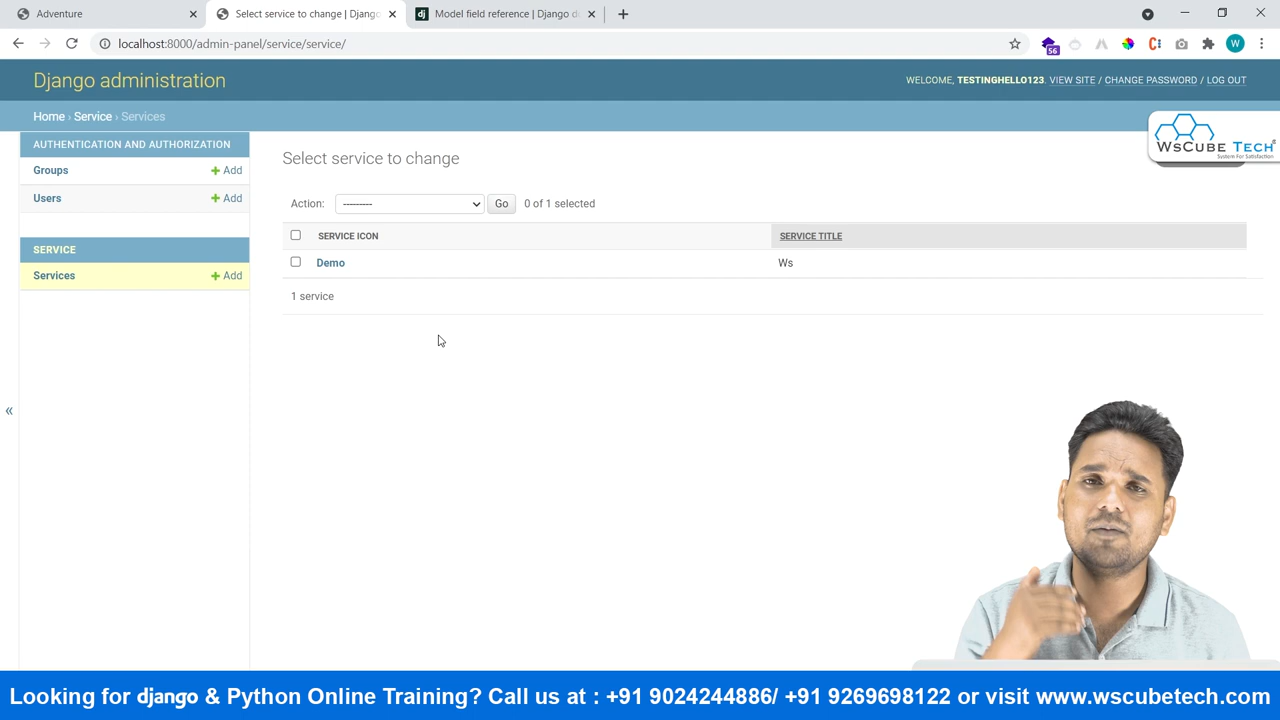 Adventure
Select service to change | Djang
Model field reference | Django d
localhost:8000/admin-panel/service/service/
56
W
Django administration
WELCOME, TESTINGHELLO123. VIEW SITE / CHANGE PASSWORD / LOG OUT
Home › Service › Services
AUTHENTICATION AND AUTHORIZATION
Groups + Add
Users + Add
SERVICE
Services + Add
«
WsCube Tech
System For Satisfaction
Select service to change
Action: --------- Go 0 of 1 selected
SERVICE ICON SERVICE TITLE
Demo Ws
1 service
Looking for django & Python Online Training? Call us at : +91 9024244886/ +91 9269698122 or visit www.wscubetech.com